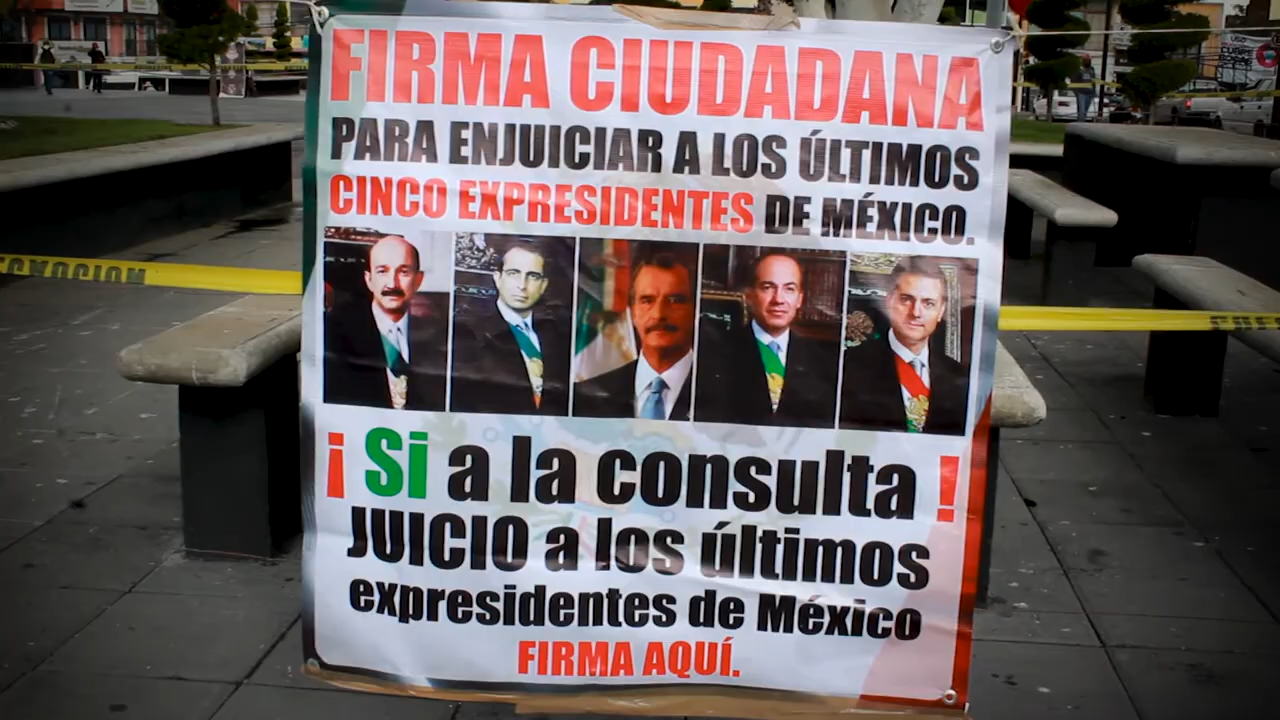 FIRMA CIUDADANA
PARA ENJUICIAR A LOS ÚLTIMOS
CINCO EXPRESIDENTES DE MÉXICO.
¡ Si a la consulta !
JUICIO a los últimos
expresidentes de México
FIRMA AQUÍ.